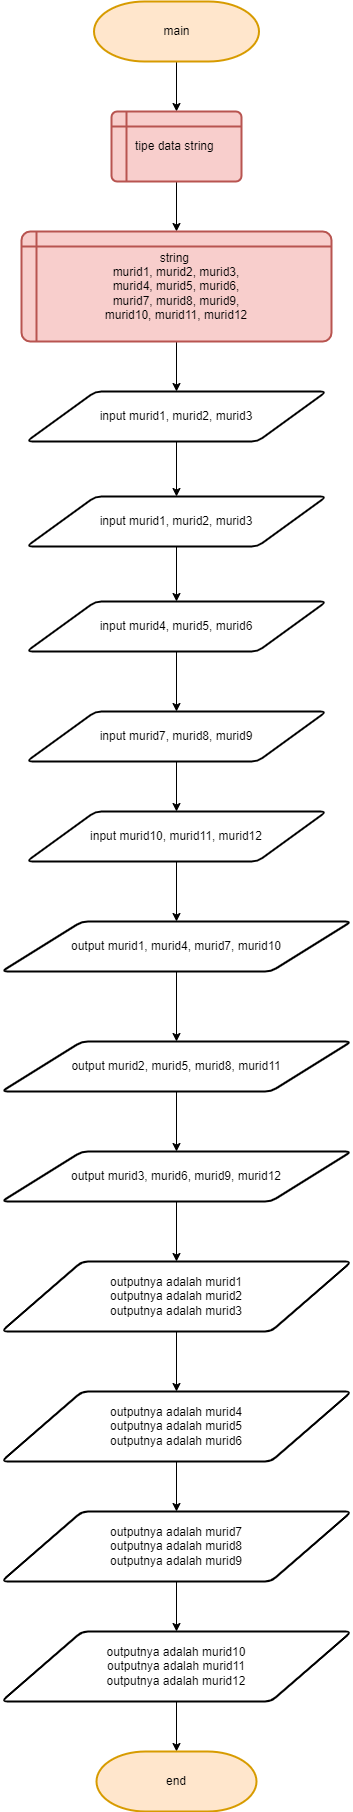 main
tipe data string
string
murid1, murid2, murid3,
murid4, murid5, murid6,
murid7, murid8, murid9,
murid10, murid11, murid12
input murid1, murid2, murid3
input murid1, murid2, murid3
input murid4, murid5, murid6
input murid7, murid8, murid9
input murid10, murid11, murid12
output murid1, murid4, murid7, murid10
output murid2, murid5, murid8, murid11
output murid3, murid6, murid9, murid12
outputnya adalah murid1
outputnya adalah murid2
outputnya adalah murid3
outputnya adalah murid4
outputnya adalah murid5
outputnya adalah murid6
outputnya adalah murid7
outputnya adalah murid8
outputnya adalah murid9
outputnya adalah murid10
outputnya adalah murid11
outputnya adalah murid12
end